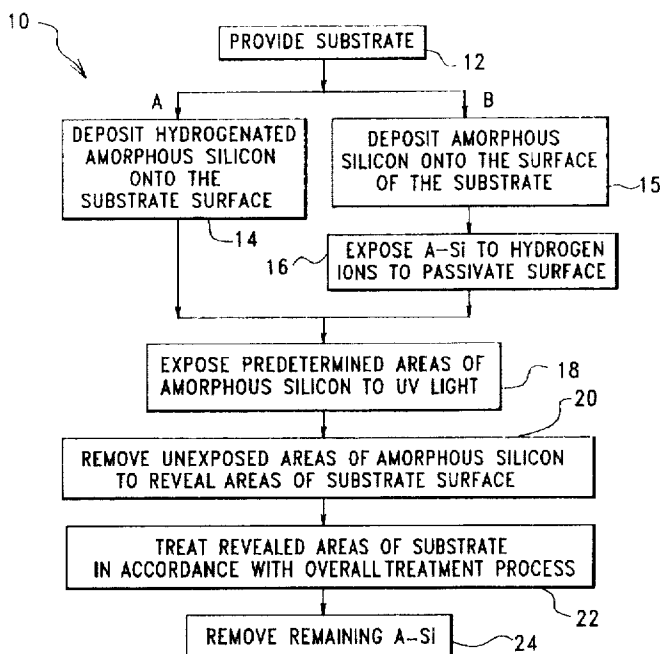 10
PROVIDE SUBSTRATE
12
A
B
DEPOSIT HYDROGENATED
AMORPHOUS SILICON
ONTO THE
SUBSTRATE SURFACE
14
DEPOSIT AMORPHOUS
SILICON ONTO THE SURFACE
OF THE SUBSTRATE
15
16
EXPOSE A-Si TO HYDROGEN
IONS TO PASSIVATE SURFACE
EXPOSE PREDETERMINED AREAS OF
AMORPHOUS SILICON TO UV LIGHT
18
20
REMOVE UNEXPOSED AREAS OF AMORPHOUS SILICON
TO REVEAL AREAS OF SUBSTRATE SURFACE
TREAT REVEALED AREAS OF SUBSTRATE
IN ACCORDANCE WITH OVERALL TREATMENT PROCESS
22
REMOVE REMAINING A-Si
24